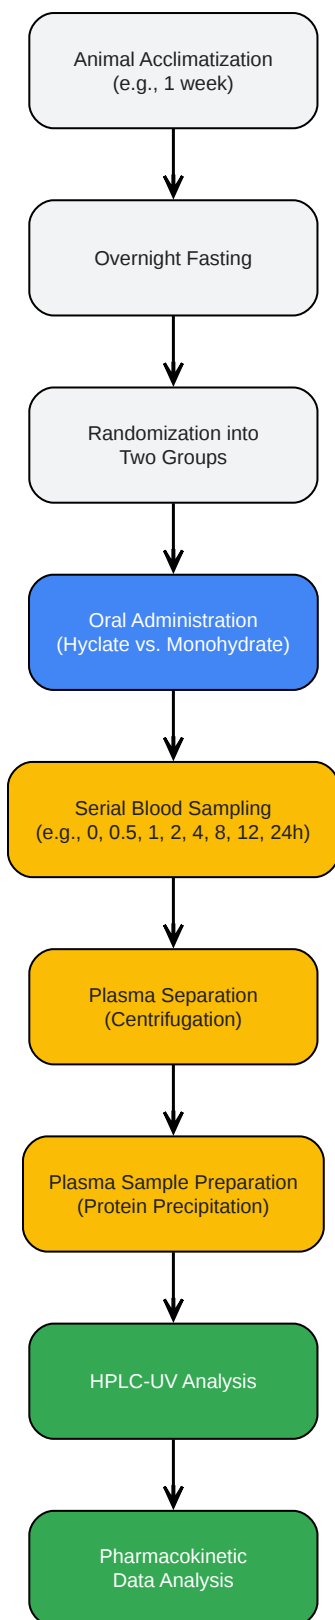 Animal Acclimatization
(e.g., 1 week)
Overnight Fasting
Randomization into
Two Groups
Oral Administration
(Hyclate vs. Monohydrate)
Serial Blood Sampling
(e.g., 0, 0.5, 1, 2, 4, 8, 12, 24h)
Plasma Separation
(Centrifugation)
Plasma Sample Preparation
(Protein Precipitation)
HPLC-UV Analysis
Pharmacokinetic
Data Analysis